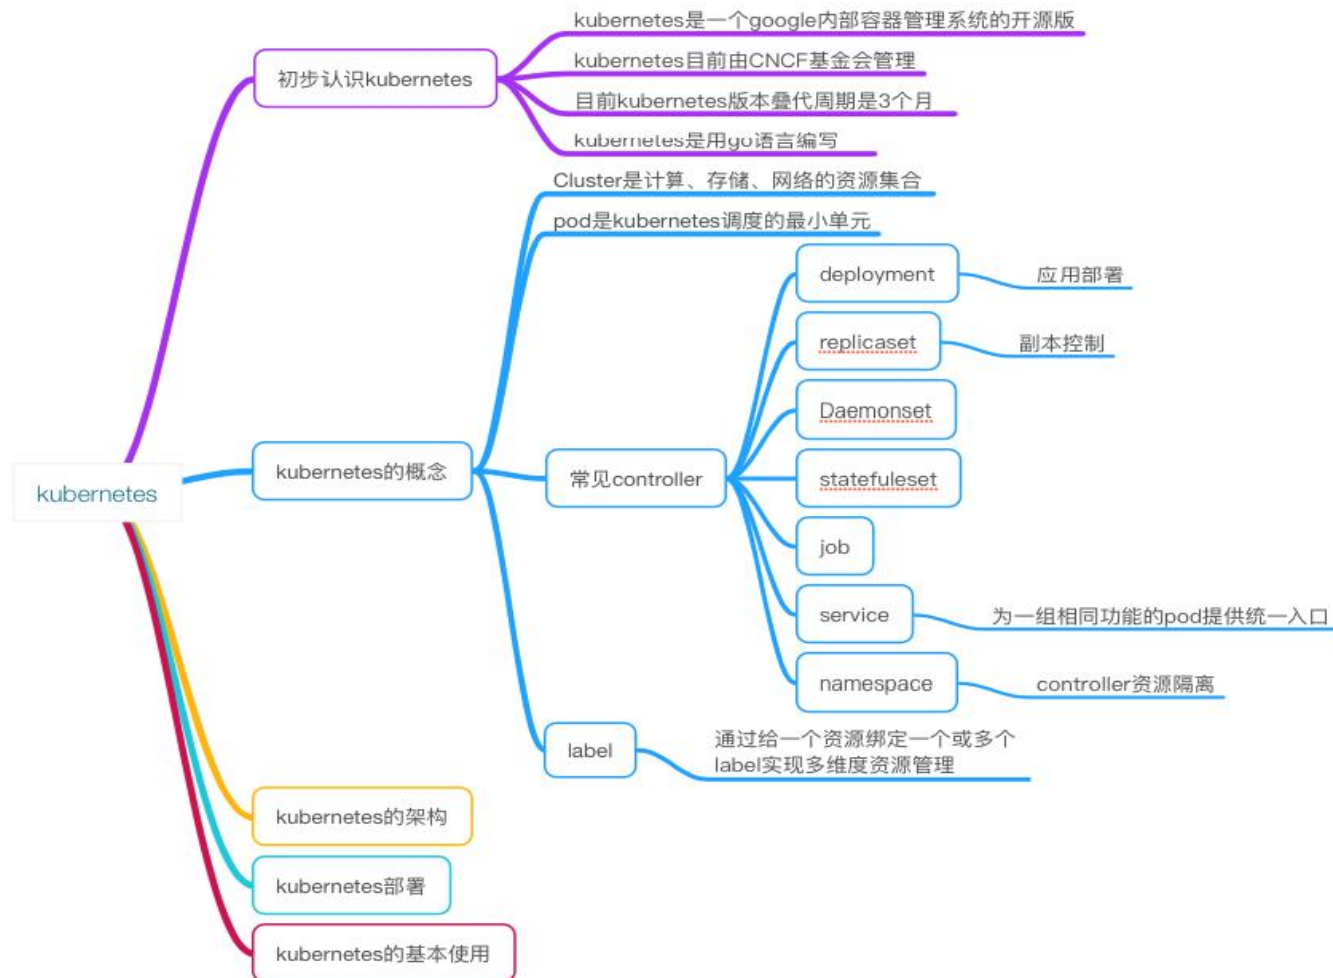 kubernetes是一个google内部容器管理系统的开源版
初步认识kubernetes
kubernetes目前由CNCF基金会管理
目前kubernetes版本叠代周期是3个月
kubernetes是用go语言编写
Cluster是计算、存储、网络的资源集合
pod是kubernetes调度的最小单元
deployment
应用部署
replicaset
副本控制
Daemonset
kubernetes的概念
常见controller
statefuleset
kubernetes
job
service
为一组相同功能的pod提供统一入口
namespace
controller资源隔离
label
通过给一个资源绑定一个或多个
label实现多维度资源管理
kubernetes的架构
kubernetes部署
kubernetes的基本使用